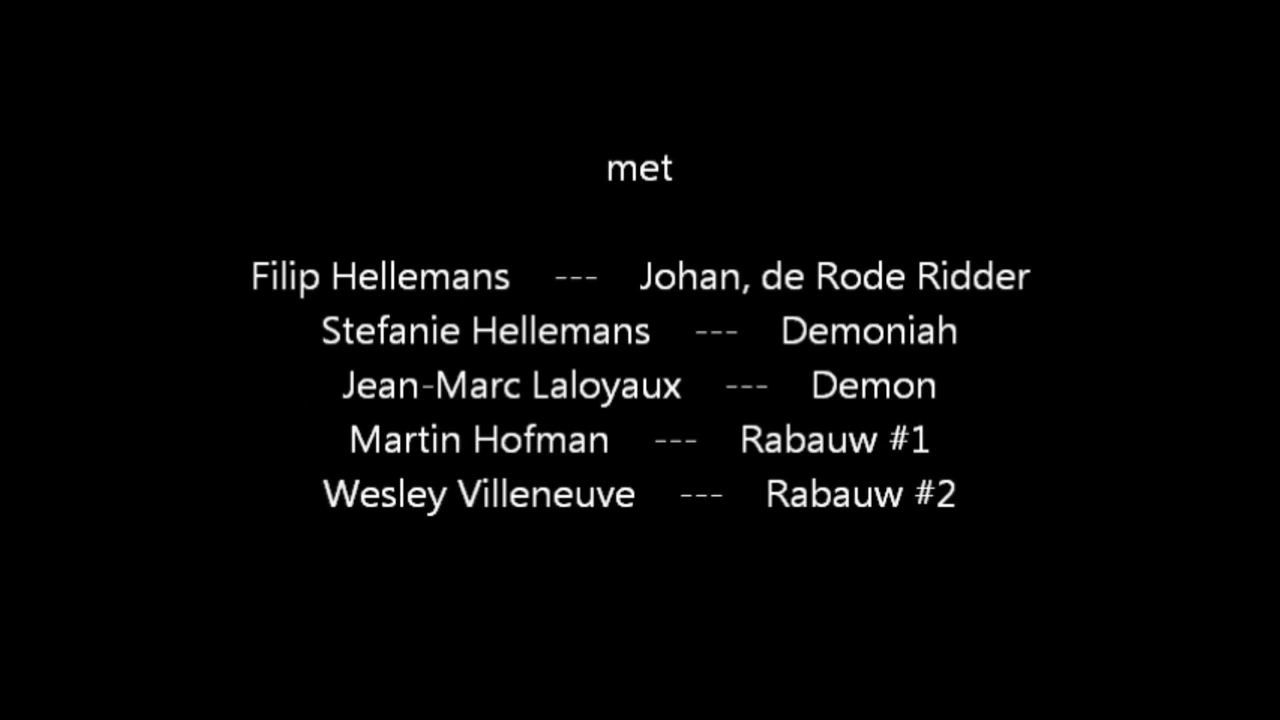 met
Filip Hellemans --- Johan, de Rode Ridder
Stefanie Hellemans --- Demoniah
Jean-Marc Laloyaux --- Demon
Martin Hofman --- Rabauw #1
Wesley Villeneuve --- Rabauw #2